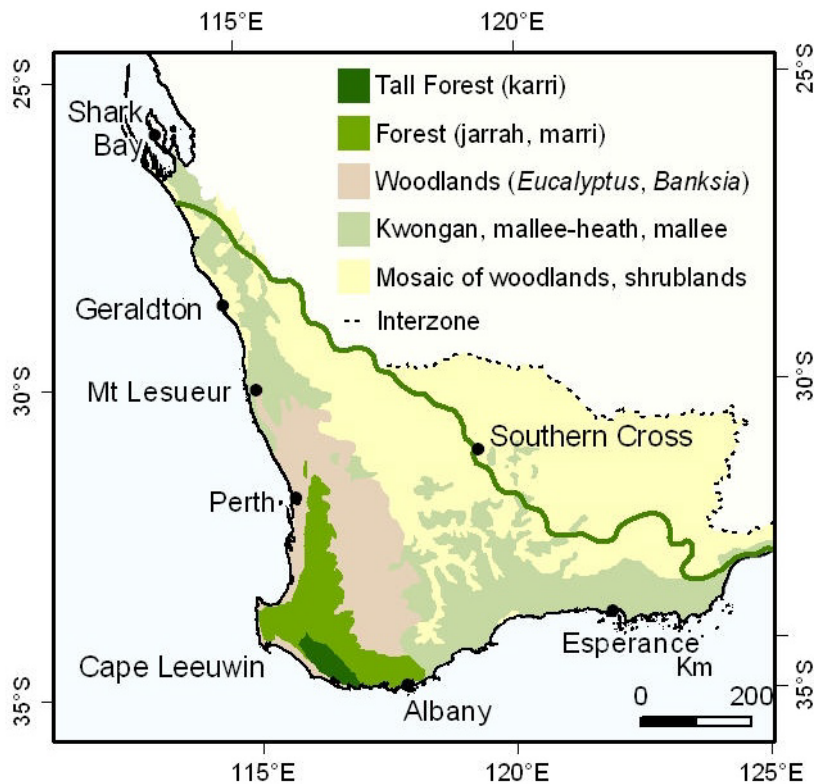 115°E
120°E
25°S
25°S
Shark
Bay
Tall Forest (karri)
Forest (jarrah, marri)
Woodlands (Eucalyptus, Banksia)
Kwongan, mallee-heath, mallee
Mosaic of woodlands, shrublands
Interzone
Geraldton
Mt Lesueur
30°S
30°S
Southern Cross
Perth
Esperance
Km
Cape Leeuwin
0
200
Albany
35°S
35°S
115°E
120°E
125°E